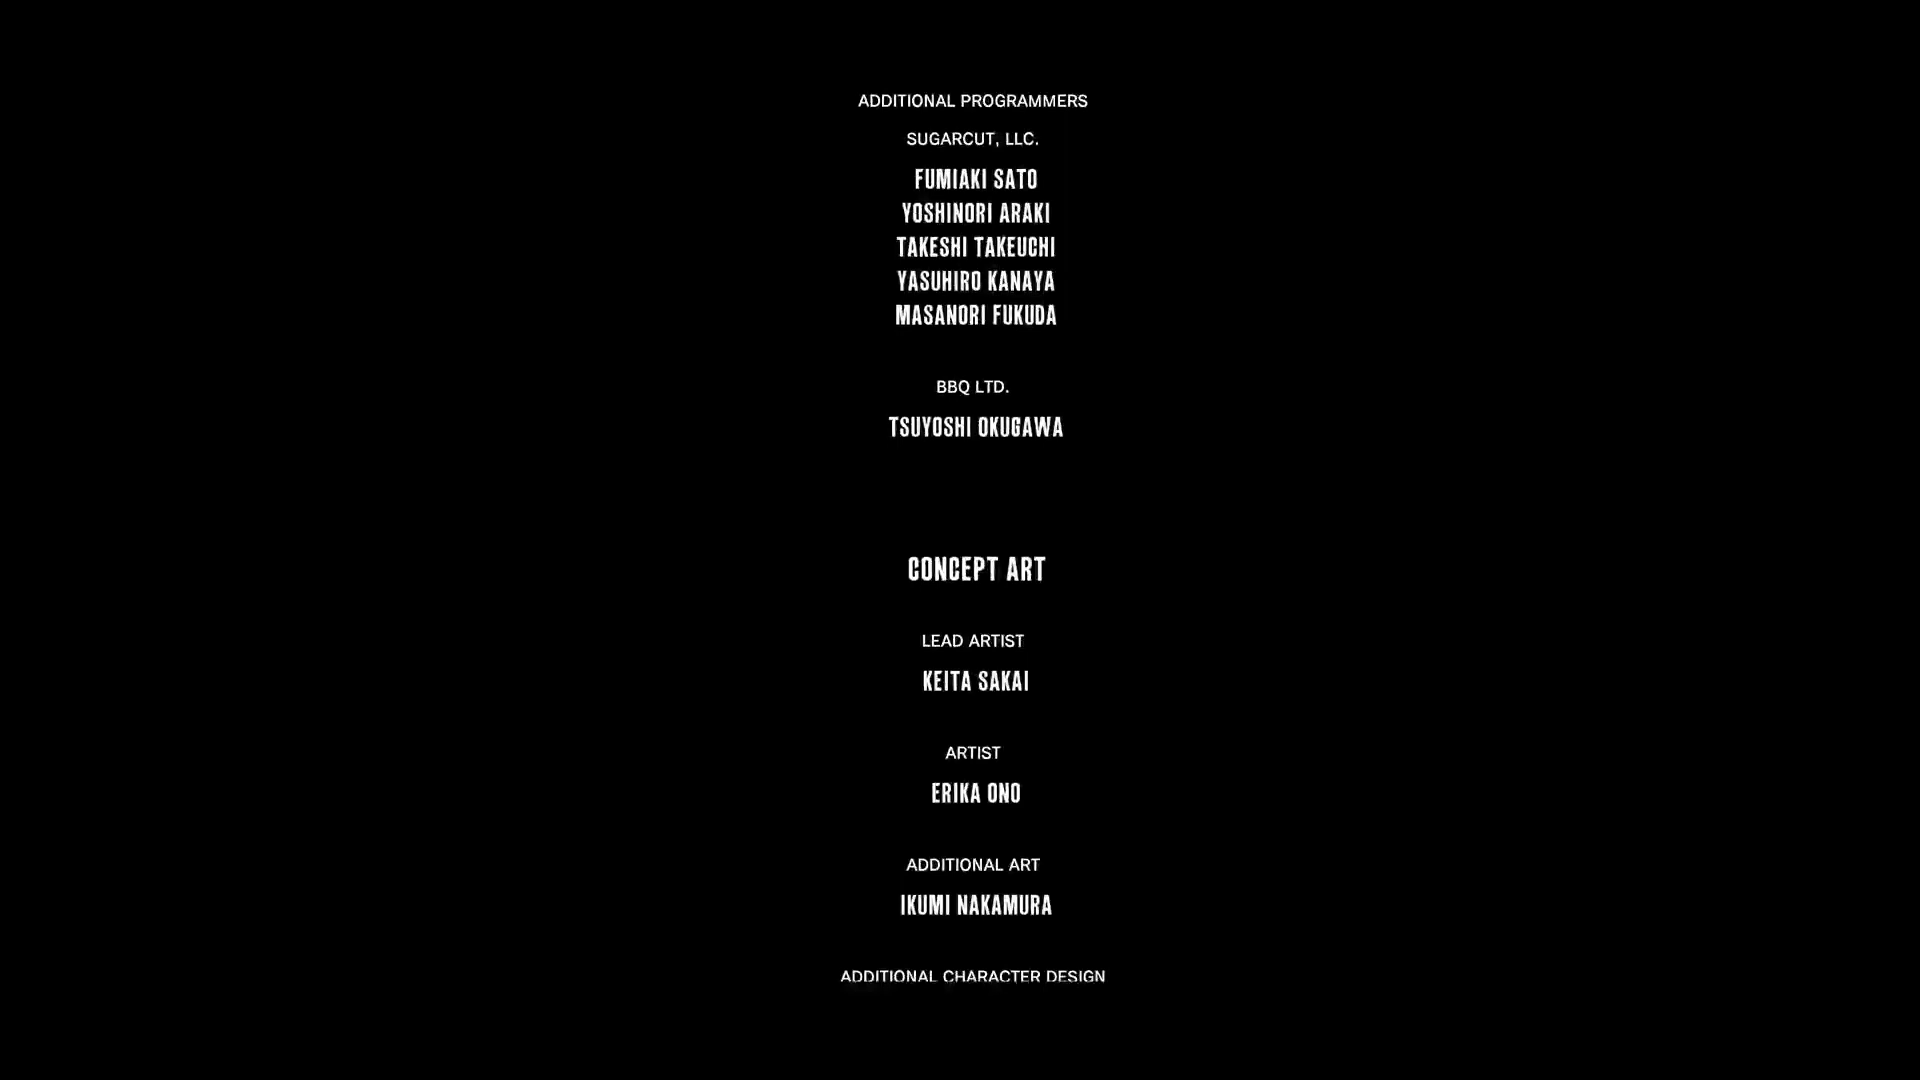 ADDITIONAL PROGRAMMERS
SUGARCUT, LLC.
FUMIAKI SATO
YOSHINORI ARAKI
TAKESHI TAKEUCHI
YASUHIRO KANAYA
MASANORI FUKUDA
BBQ LTD.
TSUYOSHI OKUGAWA
CONCEPT ART
LEAD ARTIST
KEITA SAKAI
ARTIST
ERIKA ONO
ADDITIONAL ART
IKUMI NAKAMURA
ADDITIONAL CHARACTER DESIGN